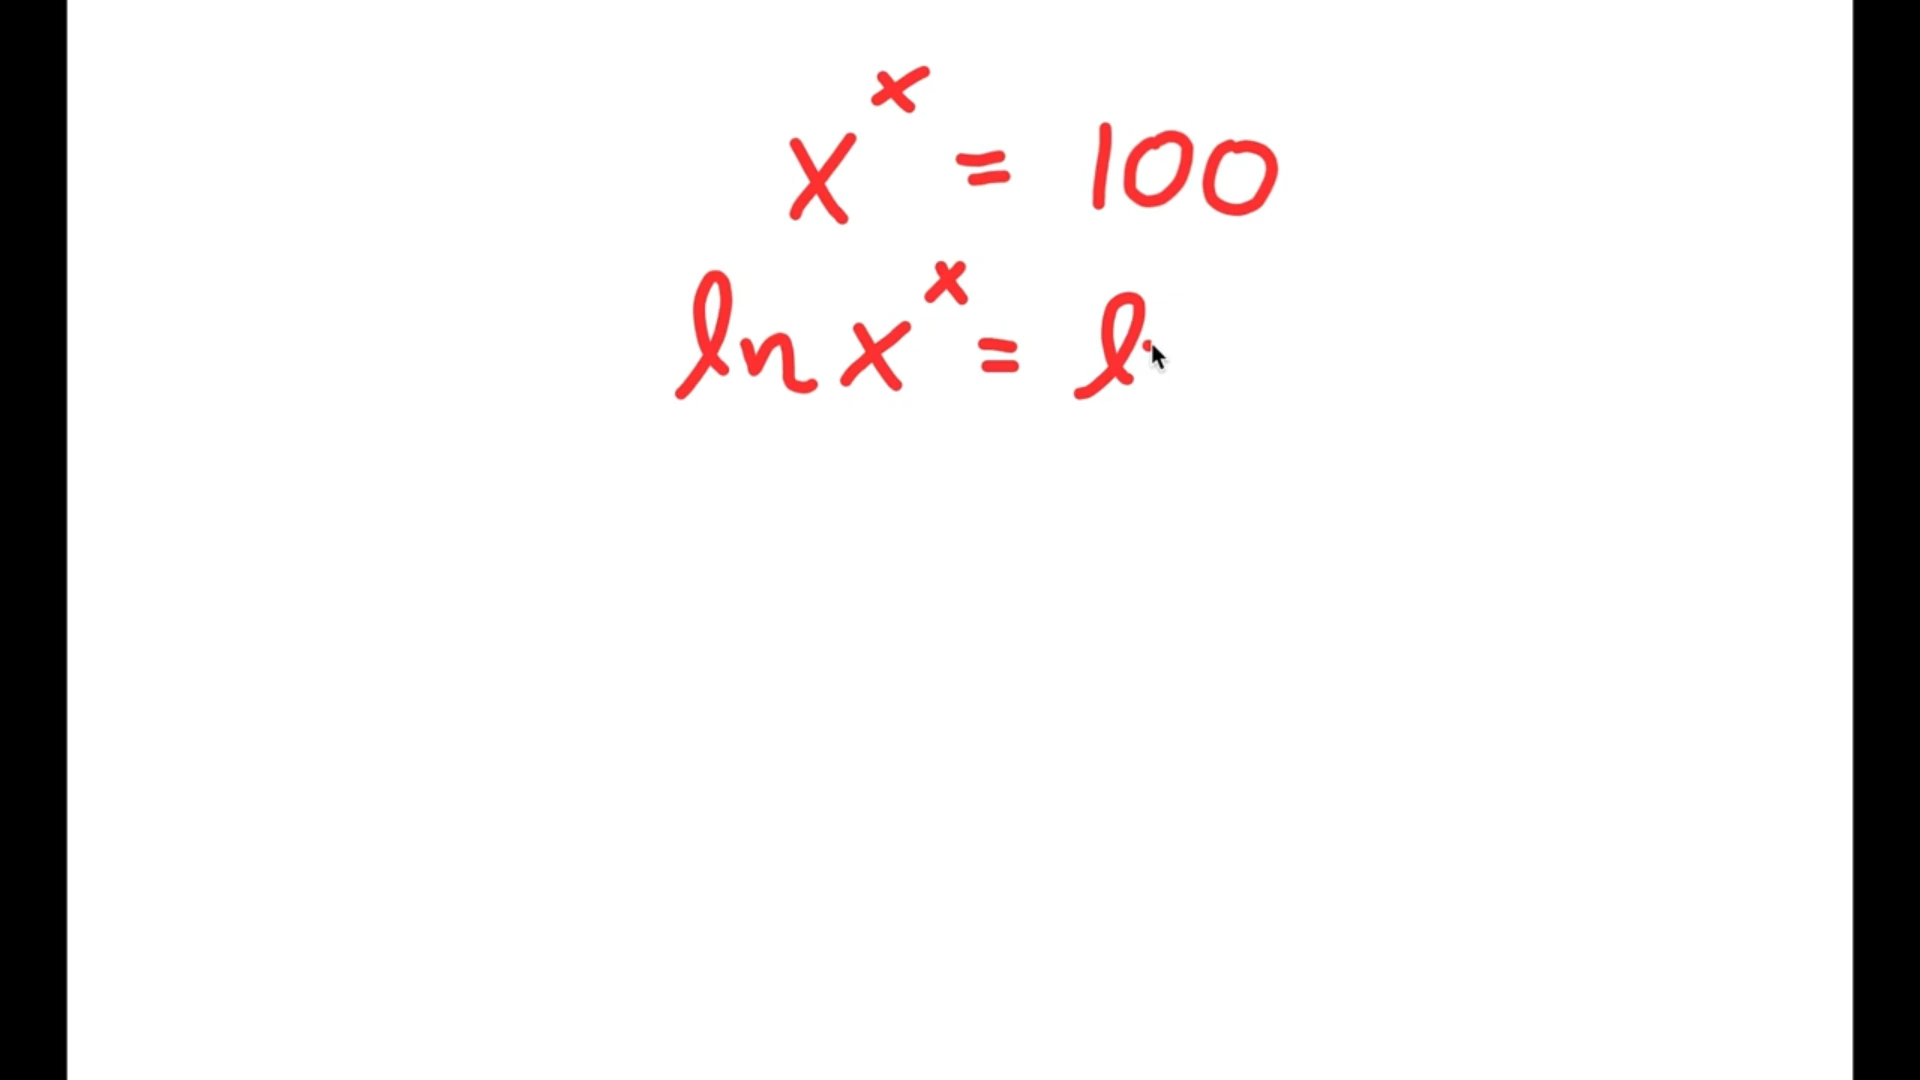 x^x = 100
ln x^x = l